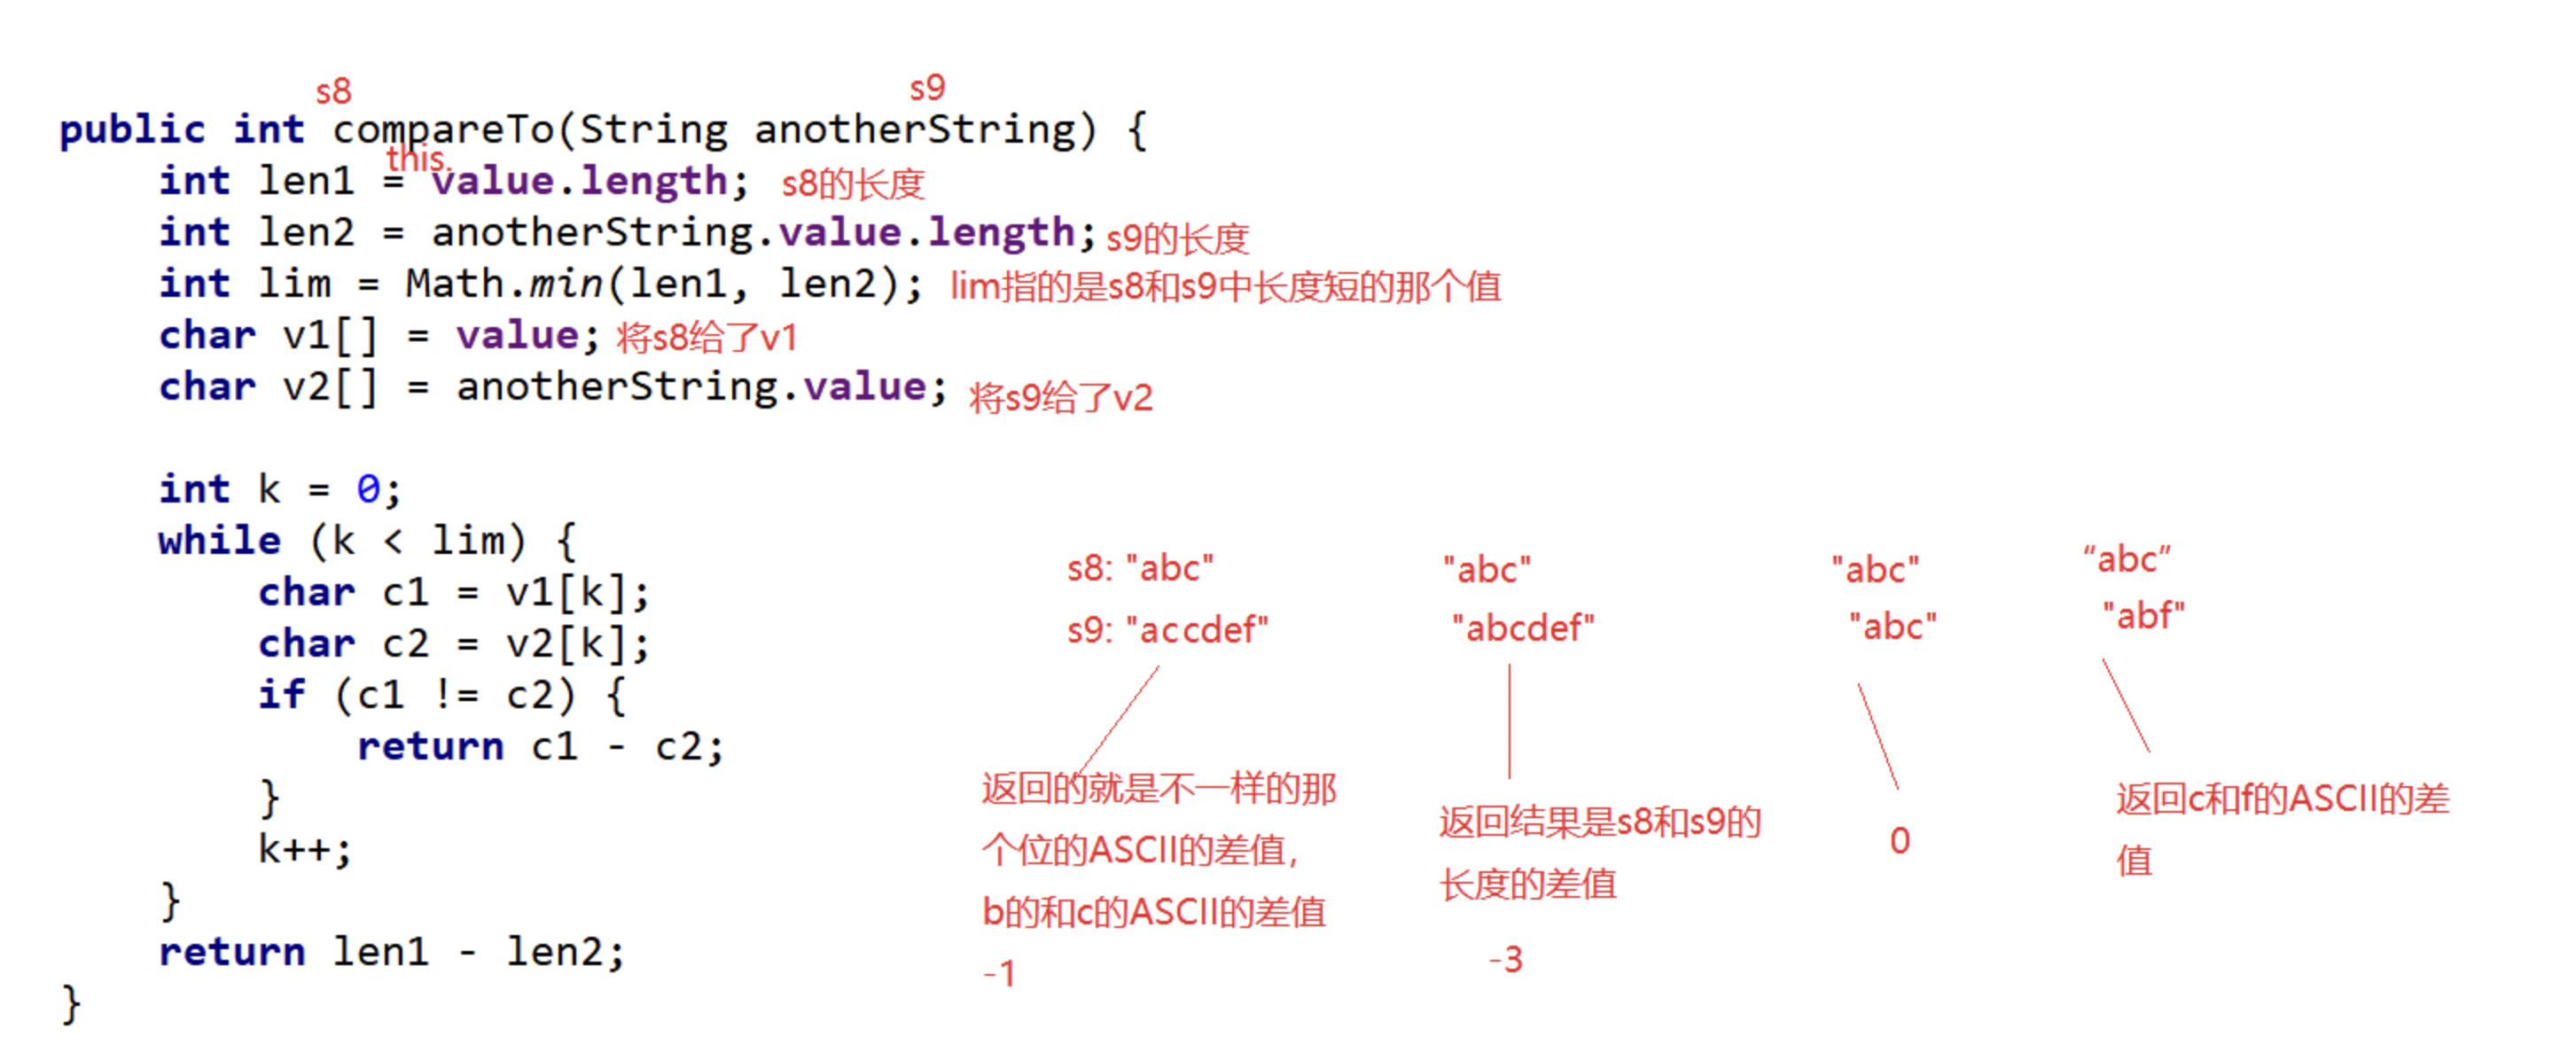 s8 s9
public int compareTo(String anotherString) {
this.
int len1 = value.length; s8的长度
int len2 = anotherString.value.length; s9的长度
int lim = Math.min(len1, len2); lim指的是s8和s9中长度短的那个值
char v1[] = value; 将s8给了v1
char v2[] = anotherString.value; 将s9给了v2
int k = 0;
while (k < lim) {
char c1 = v1[k];
char c2 = v2[k];
if (c1 != c2) {
return c1 - c2;
}
k++;
}
return len1 - len2;
}
s8: "abc" "abc" "abc" “abc”
s9: "accdef" "abcdef" "abc" "abf"
返回的就是不一样的那
个位的ASCII的差值，
b的和c的ASCII的差值
-1
返回结果是s8和s9的
长度的差值
-3
0
返回c和f的ASCII的差
值